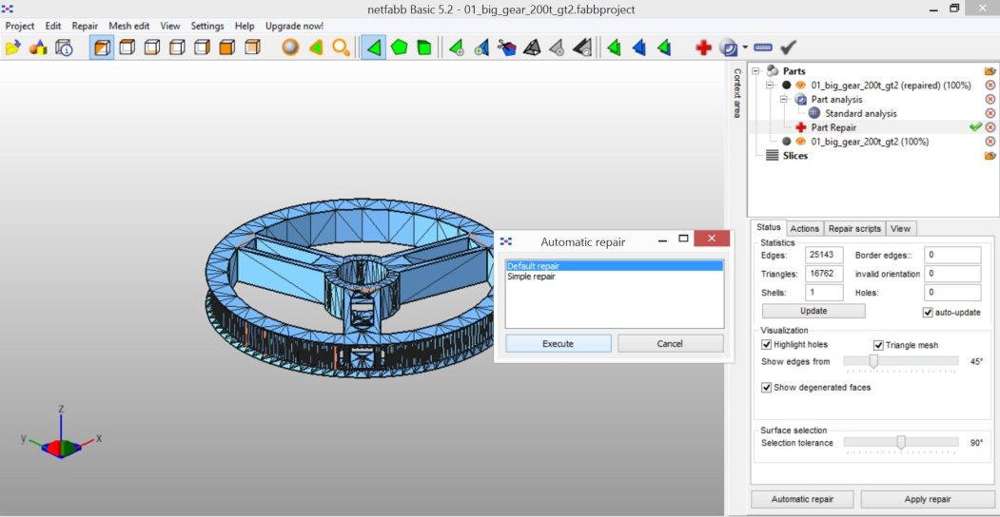 netfabb Basic 5.2 - 01_big_gear_200t_gt2.fabbproject
Project Edit Repair Mesh edit View Settings Help Upgrade now!
Context area
Parts
01_big_gear_200t_gt2 (repaired) (100%)
Part analysis
Standard analysis
Part Repair
01_big_gear_200t_gt2 (100%)
Slices
z
y
x
Automatic repair
Default repair
Simple repair
Execute Cancel
Status Actions Repair scripts View
Statistics
Edges: 25143 Border edges:: 0
Triangles: 16762 invalid orientation 0
Shells: 1 Holes: 0
Update auto-update
Visualization
Highlight holes Triangle mesh
Show edges from 45°
Show degenerated faces
Surface selection
Selection tolerance 90°
Automatic repair Apply repair